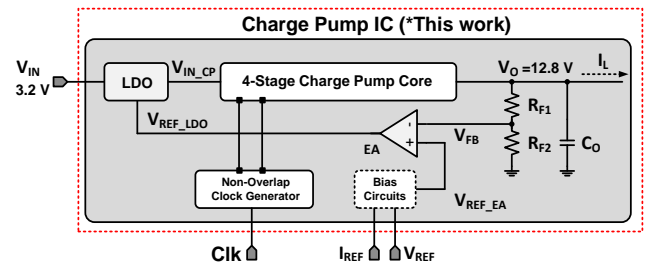 Charge Pump IC (*This work)
V_IN
3.2 V
LDO
V_IN_CP
4-Stage Charge Pump Core
V_O =12.8 V
I_L
V_REF_LDO
EA
-
+
V_FB
R_F1
R_F2
C_O
Non-Overlap
Clock Generator
Bias
Circuits
V_REF_EA
Clk
I_REF
V_REF